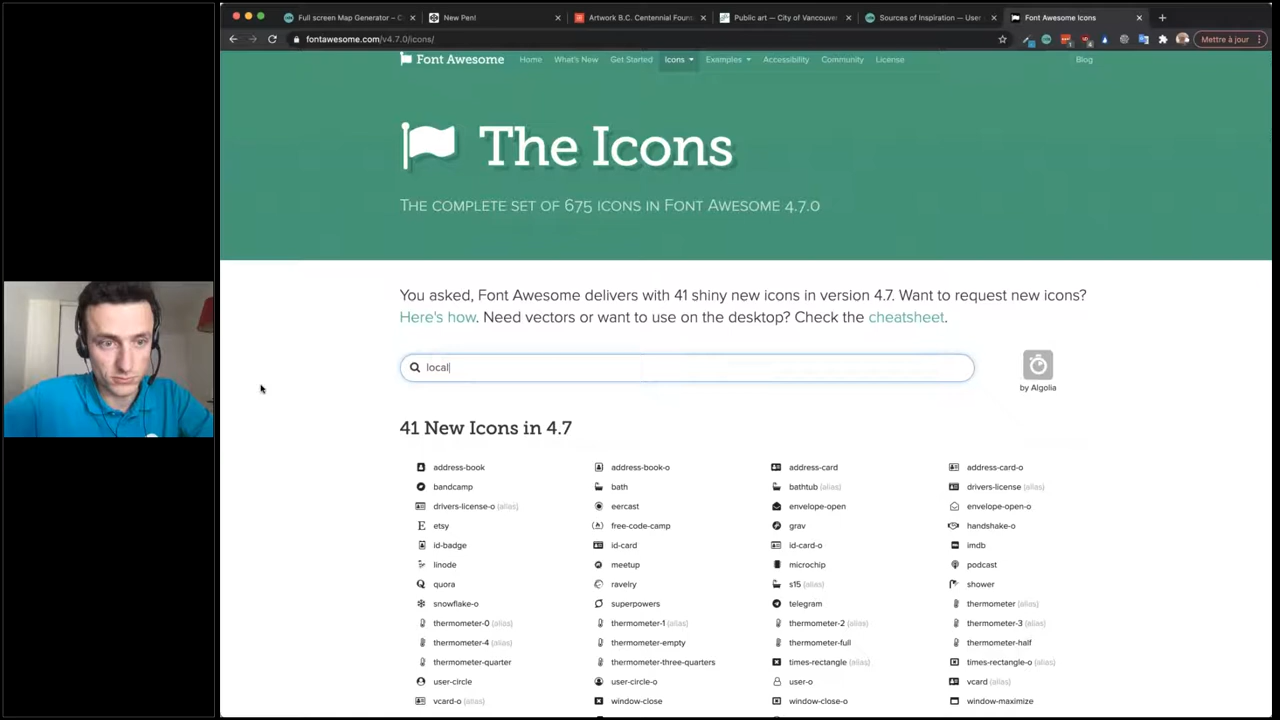 Full screen Map Generator – C
New Pen!
Artwork B.C. Centennial Foun
Public art — City of Vancouver
Sources of Inspiration — User
Font Awesome Icons
fontawesome.com/v4.7.0/icons/
Mettre à jour
Font Awesome
Home
What's New
Get Started
Icons
Examples
Accessibility
Community
License
Blog
The Icons
THE COMPLETE SET OF 675 ICONS IN FONT AWESOME 4.7.0
You asked, Font Awesome delivers with 41 shiny new icons in version 4.7. Want to request new icons?
Here's how. Need vectors or want to use on the desktop? Check the cheatsheet.
local
by Algolia
41 New Icons in 4.7
address-book address-book-o address-card address-card-o
bandcamp bath bathtub (alias) drivers-license (alias)
drivers-license-o (alias) eercast envelope-open envelope-open-o
etsy free-code-camp grav handshake-o
id-badge id-card id-card-o imdb
linode meetup microchip podcast
quora ravelry s15 (alias) shower
snowflake-o superpowers telegram thermometer (alias)
thermometer-0 (alias) thermometer-1 (alias) thermometer-2 (alias) thermometer-3 (alias)
thermometer-4 (alias) thermometer-empty thermometer-full thermometer-half
thermometer-quarter thermometer-three-quarters times-rectangle (alias) times-rectangle-o (alias)
user-circle user-circle-o user-o vcard (alias)
vcard-o (alias) window-close window-close-o window-maximize